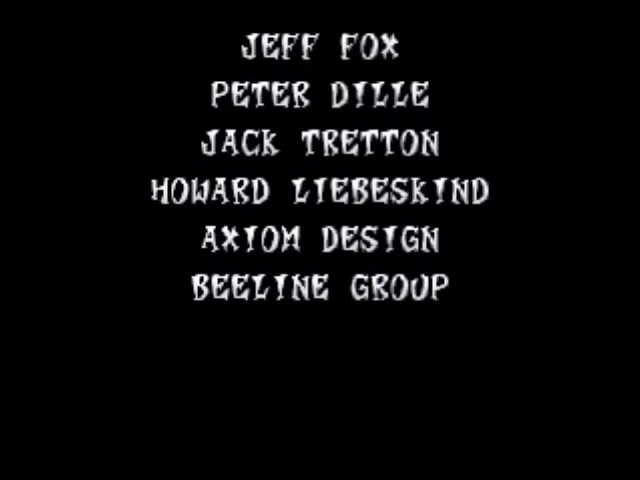 JEFF FOX
PETER DILLE
JACK TRETTON
HOWARD LIEBESKIND
AXIOM DESIGN
BEELINE GROUP